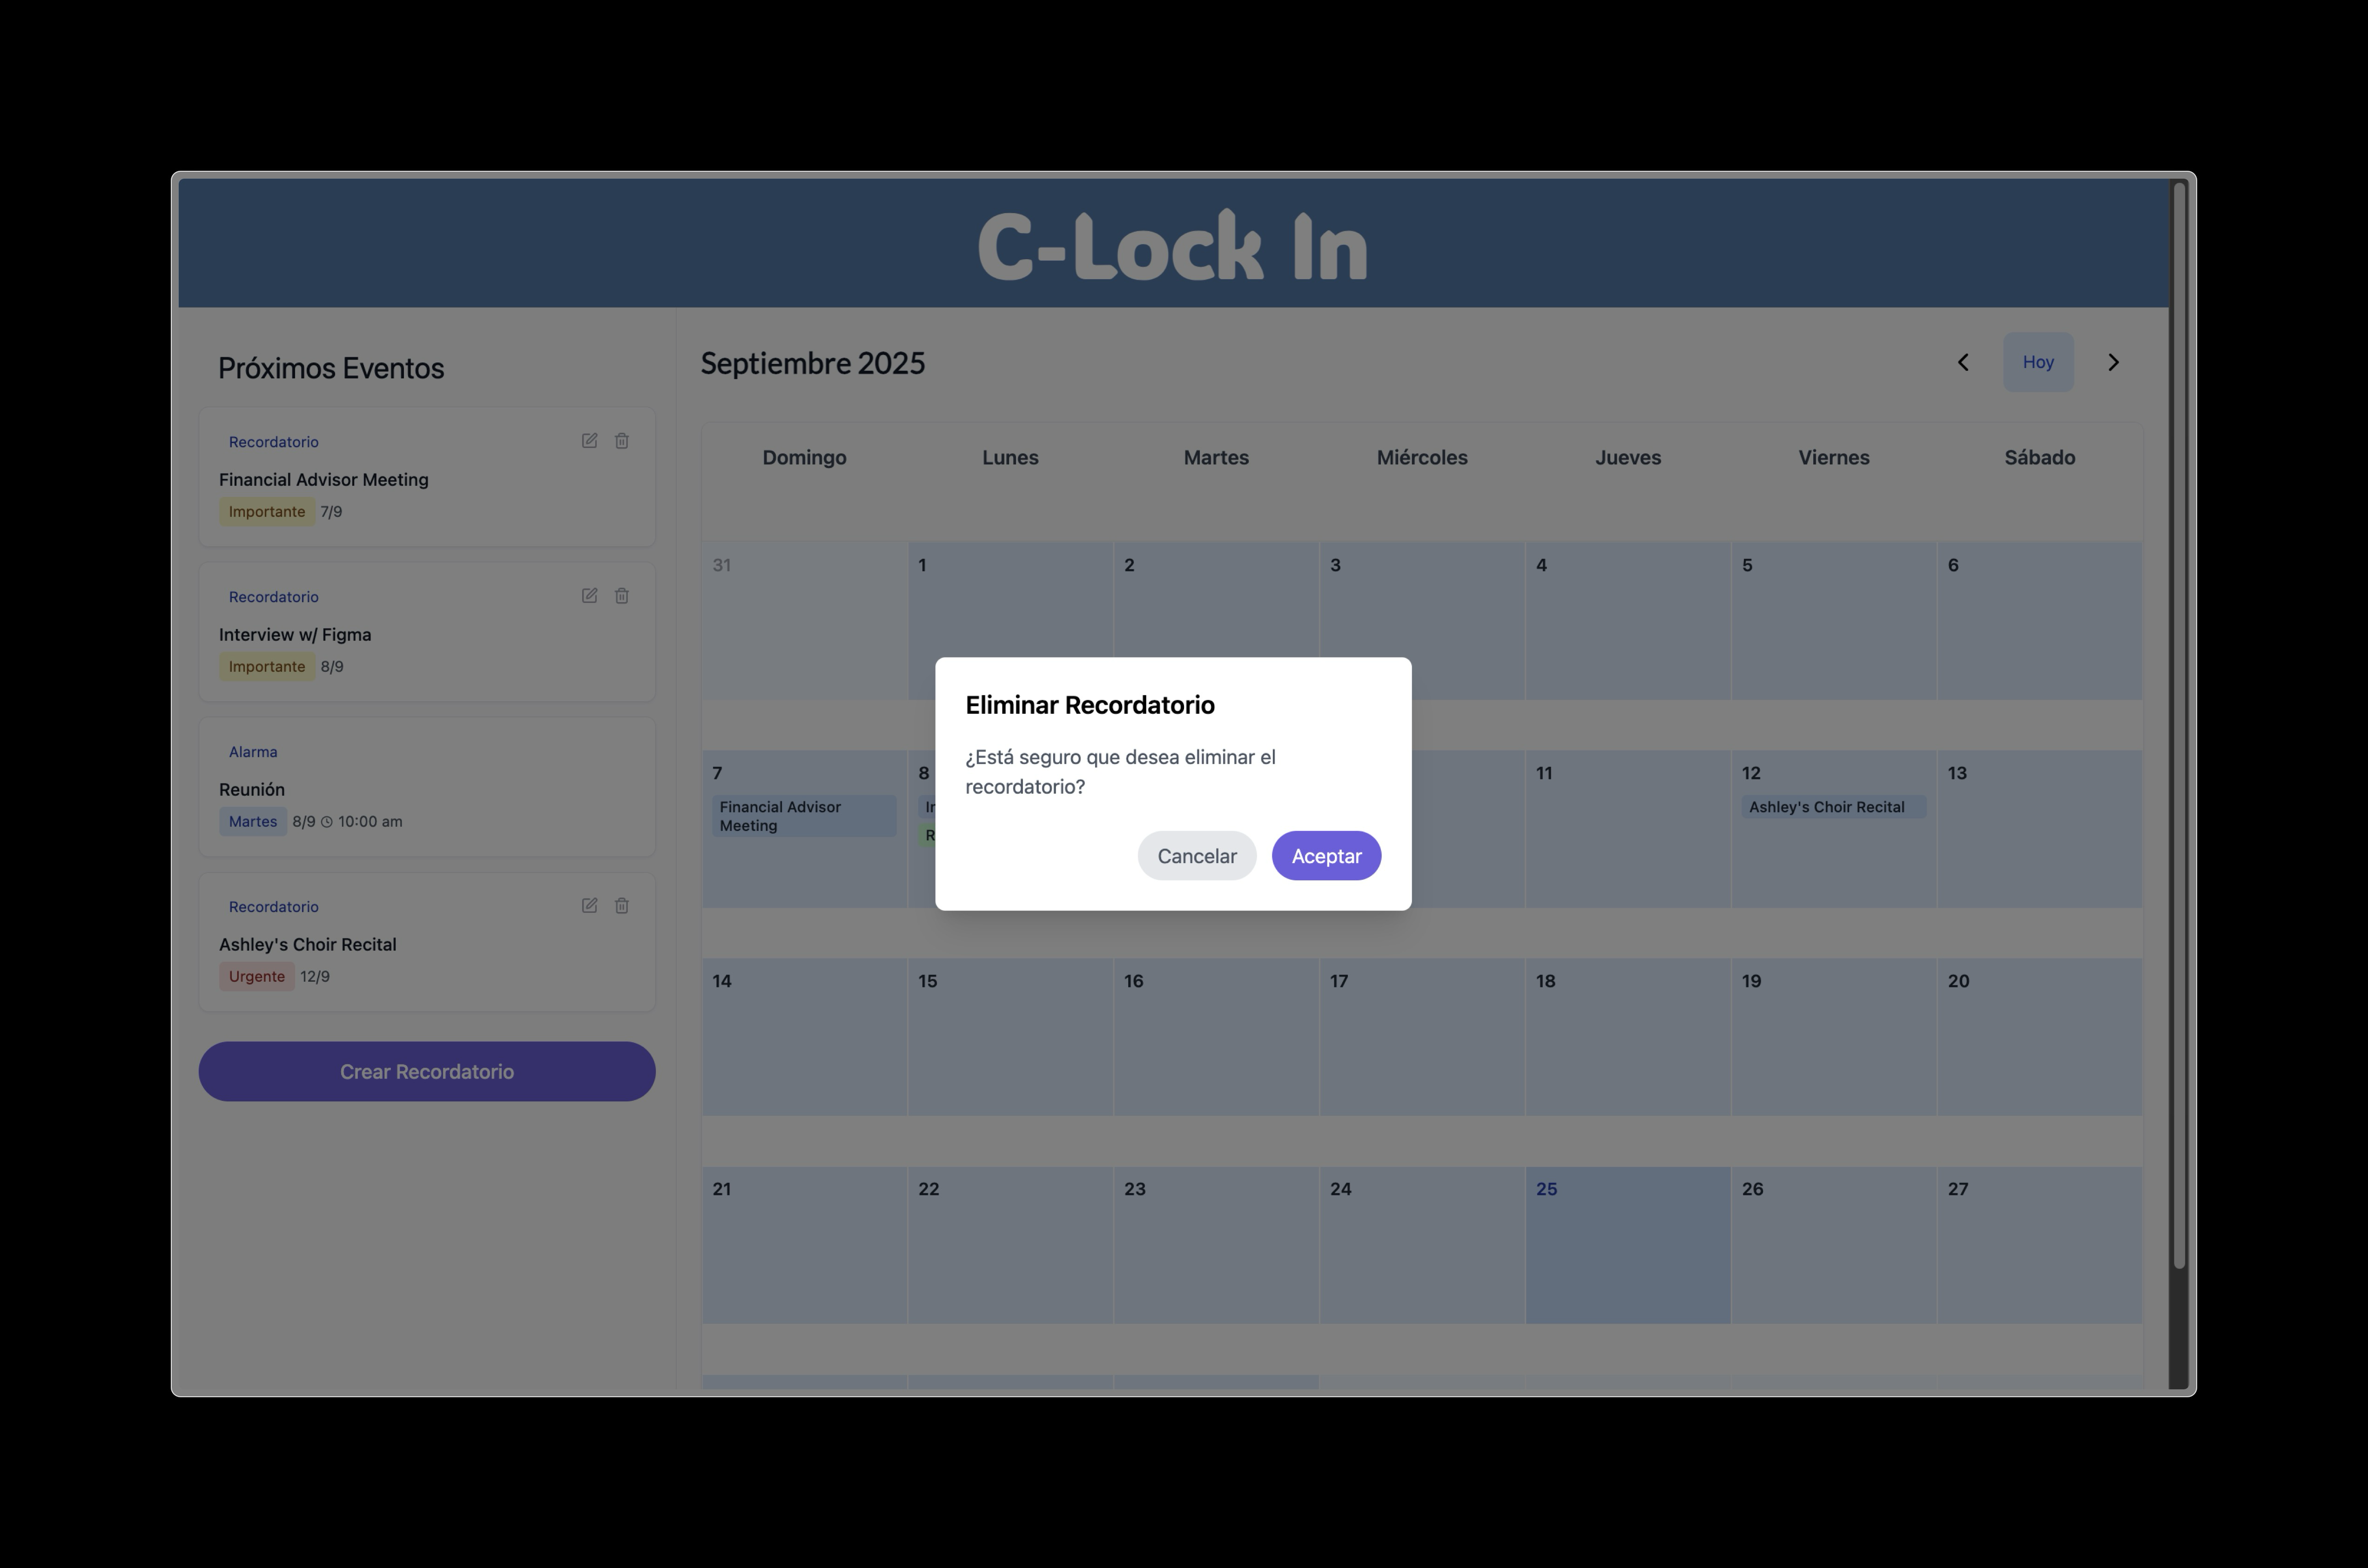 C-Lock In
Próximos Eventos
Recordatorio
Financial Advisor Meeting
Importante 7/9
Recordatorio
Interview w/ Figma
Importante 8/9
Alarma
Reunión
Martes 8/9 10:00 am
Recordatorio
Ashley's Choir Recital
Urgente 12/9
Crear Recordatorio
Septiembre 2025
Hoy
Domingo Lunes Martes Miércoles Jueves Viernes Sábado
31 1 2 3 4 5 6
7 8 11 12 13
Financial Advisor
Meeting
Ashley's Choir Recital
14 15 16 17 18 19 20
21 22 23 24 25 26 27
Eliminar Recordatorio
¿Está seguro que desea eliminar el
recordatorio?
Cancelar Aceptar